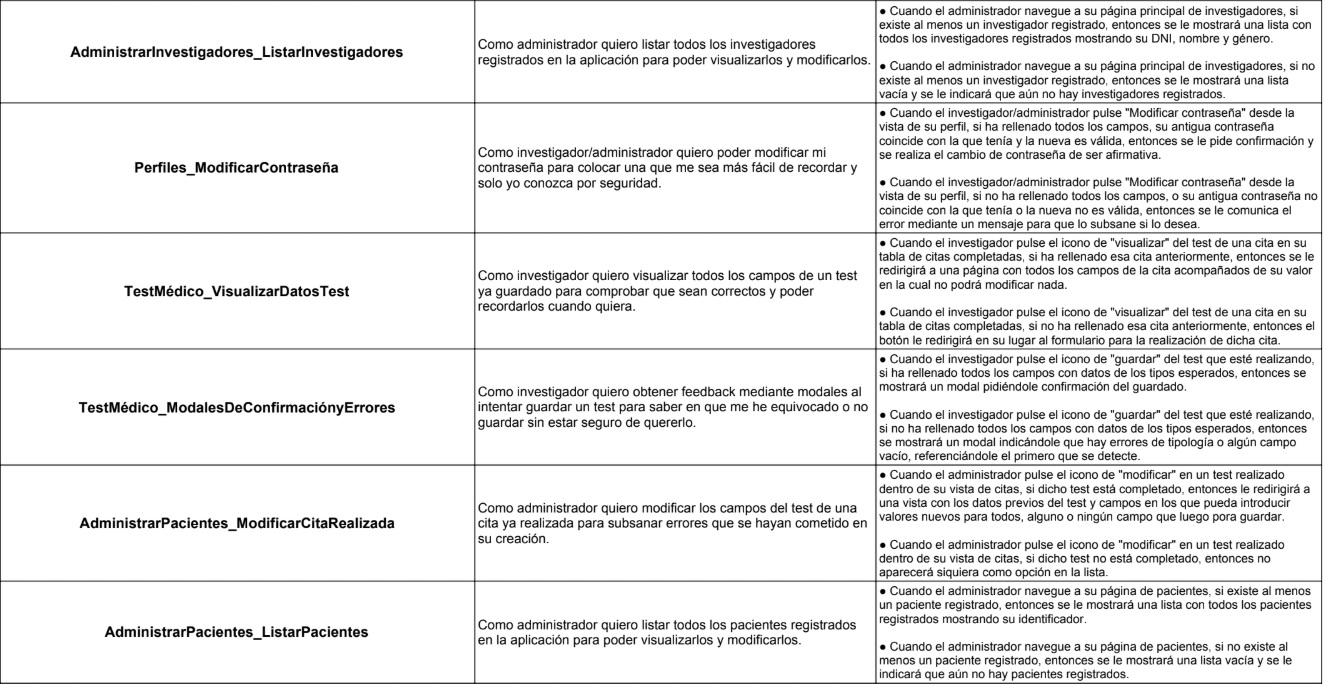 AdministrarInvestigadores_ListarInvestigadores
Como administrador quiero listar todos los investigadores
registrados en la aplicación para poder visualizarlos y modificarlos.
● Cuando el administrador navegue a su página principal de investigadores, si
existe al menos un investigador registrado, entonces se le mostrará una lista con
todos los investigadores registrados mostrando su DNI, nombre y género.
● Cuando el administrador navegue a su página principal de investigadores, si no
existe al menos un investigador registrado, entonces se le mostrará una lista
vacía y se le indicará que aún no hay investigadores registrados.
Perfiles_ModificarContraseña
Como investigador/administrador quiero poder modificar mi
contraseña para colocar una que me sea más fácil de recordar y
solo yo conozca por seguridad.
● Cuando el investigador/administrador pulse "Modificar contraseña" desde la
vista de su perfil, si ha rellenado todos los campos, su antigua contraseña
coincide con la que tenía y la nueva es válida, entonces se le pide confirmación y
se realiza el cambio de contraseña de ser afirmativa.
● Cuando el investigador/administrador pulse "Modificar contraseña" desde la
vista de su perfil, si no ha rellenado todos los campos, o su antigua contraseña no
coincide con la que tenía o la nueva no es válida, entonces se le comunica el
error mediante un mensaje para que lo subsane si lo desea.
TestMédico_VisualizarDatosTest
Como investigador quiero visualizar todos los campos de un test
ya guardado para comprobar que sean correctos y poder
recordarlos cuando quiera.
● Cuando el investigador pulse el icono de "visualizar" del test de una cita en su
tabla de citas completadas, si ha rellenado esa cita anteriormente, entonces se le
redirigirá a una página con todos los campos de la cita acompañados de su valor
en la cual no podrá modificar nada.
● Cuando el investigador pulse el icono de "visualizar" del test de una cita en su
tabla de citas completadas, si no ha rellenado esa cita anteriormente, entonces el
botón le redirigirá en su lugar al formulario para la realización de dicha cita.
TestMédico_ModalesDeConfirmaciónyErrores
Como investigador quiero obtener feedback mediante modales al
intentar guardar un test para saber en que me he equivocado o no
guardar sin estar seguro de quererlo.
● Cuando el investigador pulse el icono de "guardar" del test que esté realizando,
si ha rellenado todos los campos con datos de los tipos esperados, entonces se
mostrará un modal pidiéndole confirmación del guardado.
● Cuando el investigador pulse el icono de "guardar" del test que esté realizando,
si no ha rellenado todos los campos con datos de los tipos esperados, entonces
se mostrará un modal indicándole que hay errores de tipología o algún campo
vacío, referenciándole el primero que se detecte.
AdministrarPacientes_ModificarCitaRealizada
Como administrador quiero modificar los campos del test de una
cita ya realizada para subsanar errores que se hayan cometido en
su creación.
● Cuando el administrador pulse el icono de "modificar" en un test realizado
dentro de su vista de citas, si dicho test está completado, entonces le redirigirá a
una vista con los datos previos del test y campos en los que pueda introducir
valores nuevos para todos, alguno o ningún campo que luego pora guardar.
● Cuando el administrador pulse el icono de "modificar" en un test realizado
dentro de su vista de citas, si dicho test no está completado, entonces no
aparecerá siquiera como opción en la lista.
AdministrarPacientes_ListarPacientes
Como administrador quiero listar todos los pacientes registrados
en la aplicación para poder visualizarlos y modificarlos.
● Cuando el administrador navegue a su página de pacientes, si existe al menos
un paciente registrado, entonces se le mostrará una lista con todos los pacientes
registrados mostrando su identificador.
● Cuando el administrador navegue a su página de pacientes, si no existe al
menos un paciente registrado, entonces se le mostrará una lista vacía y se le
indicará que aún no hay pacientes registrados.